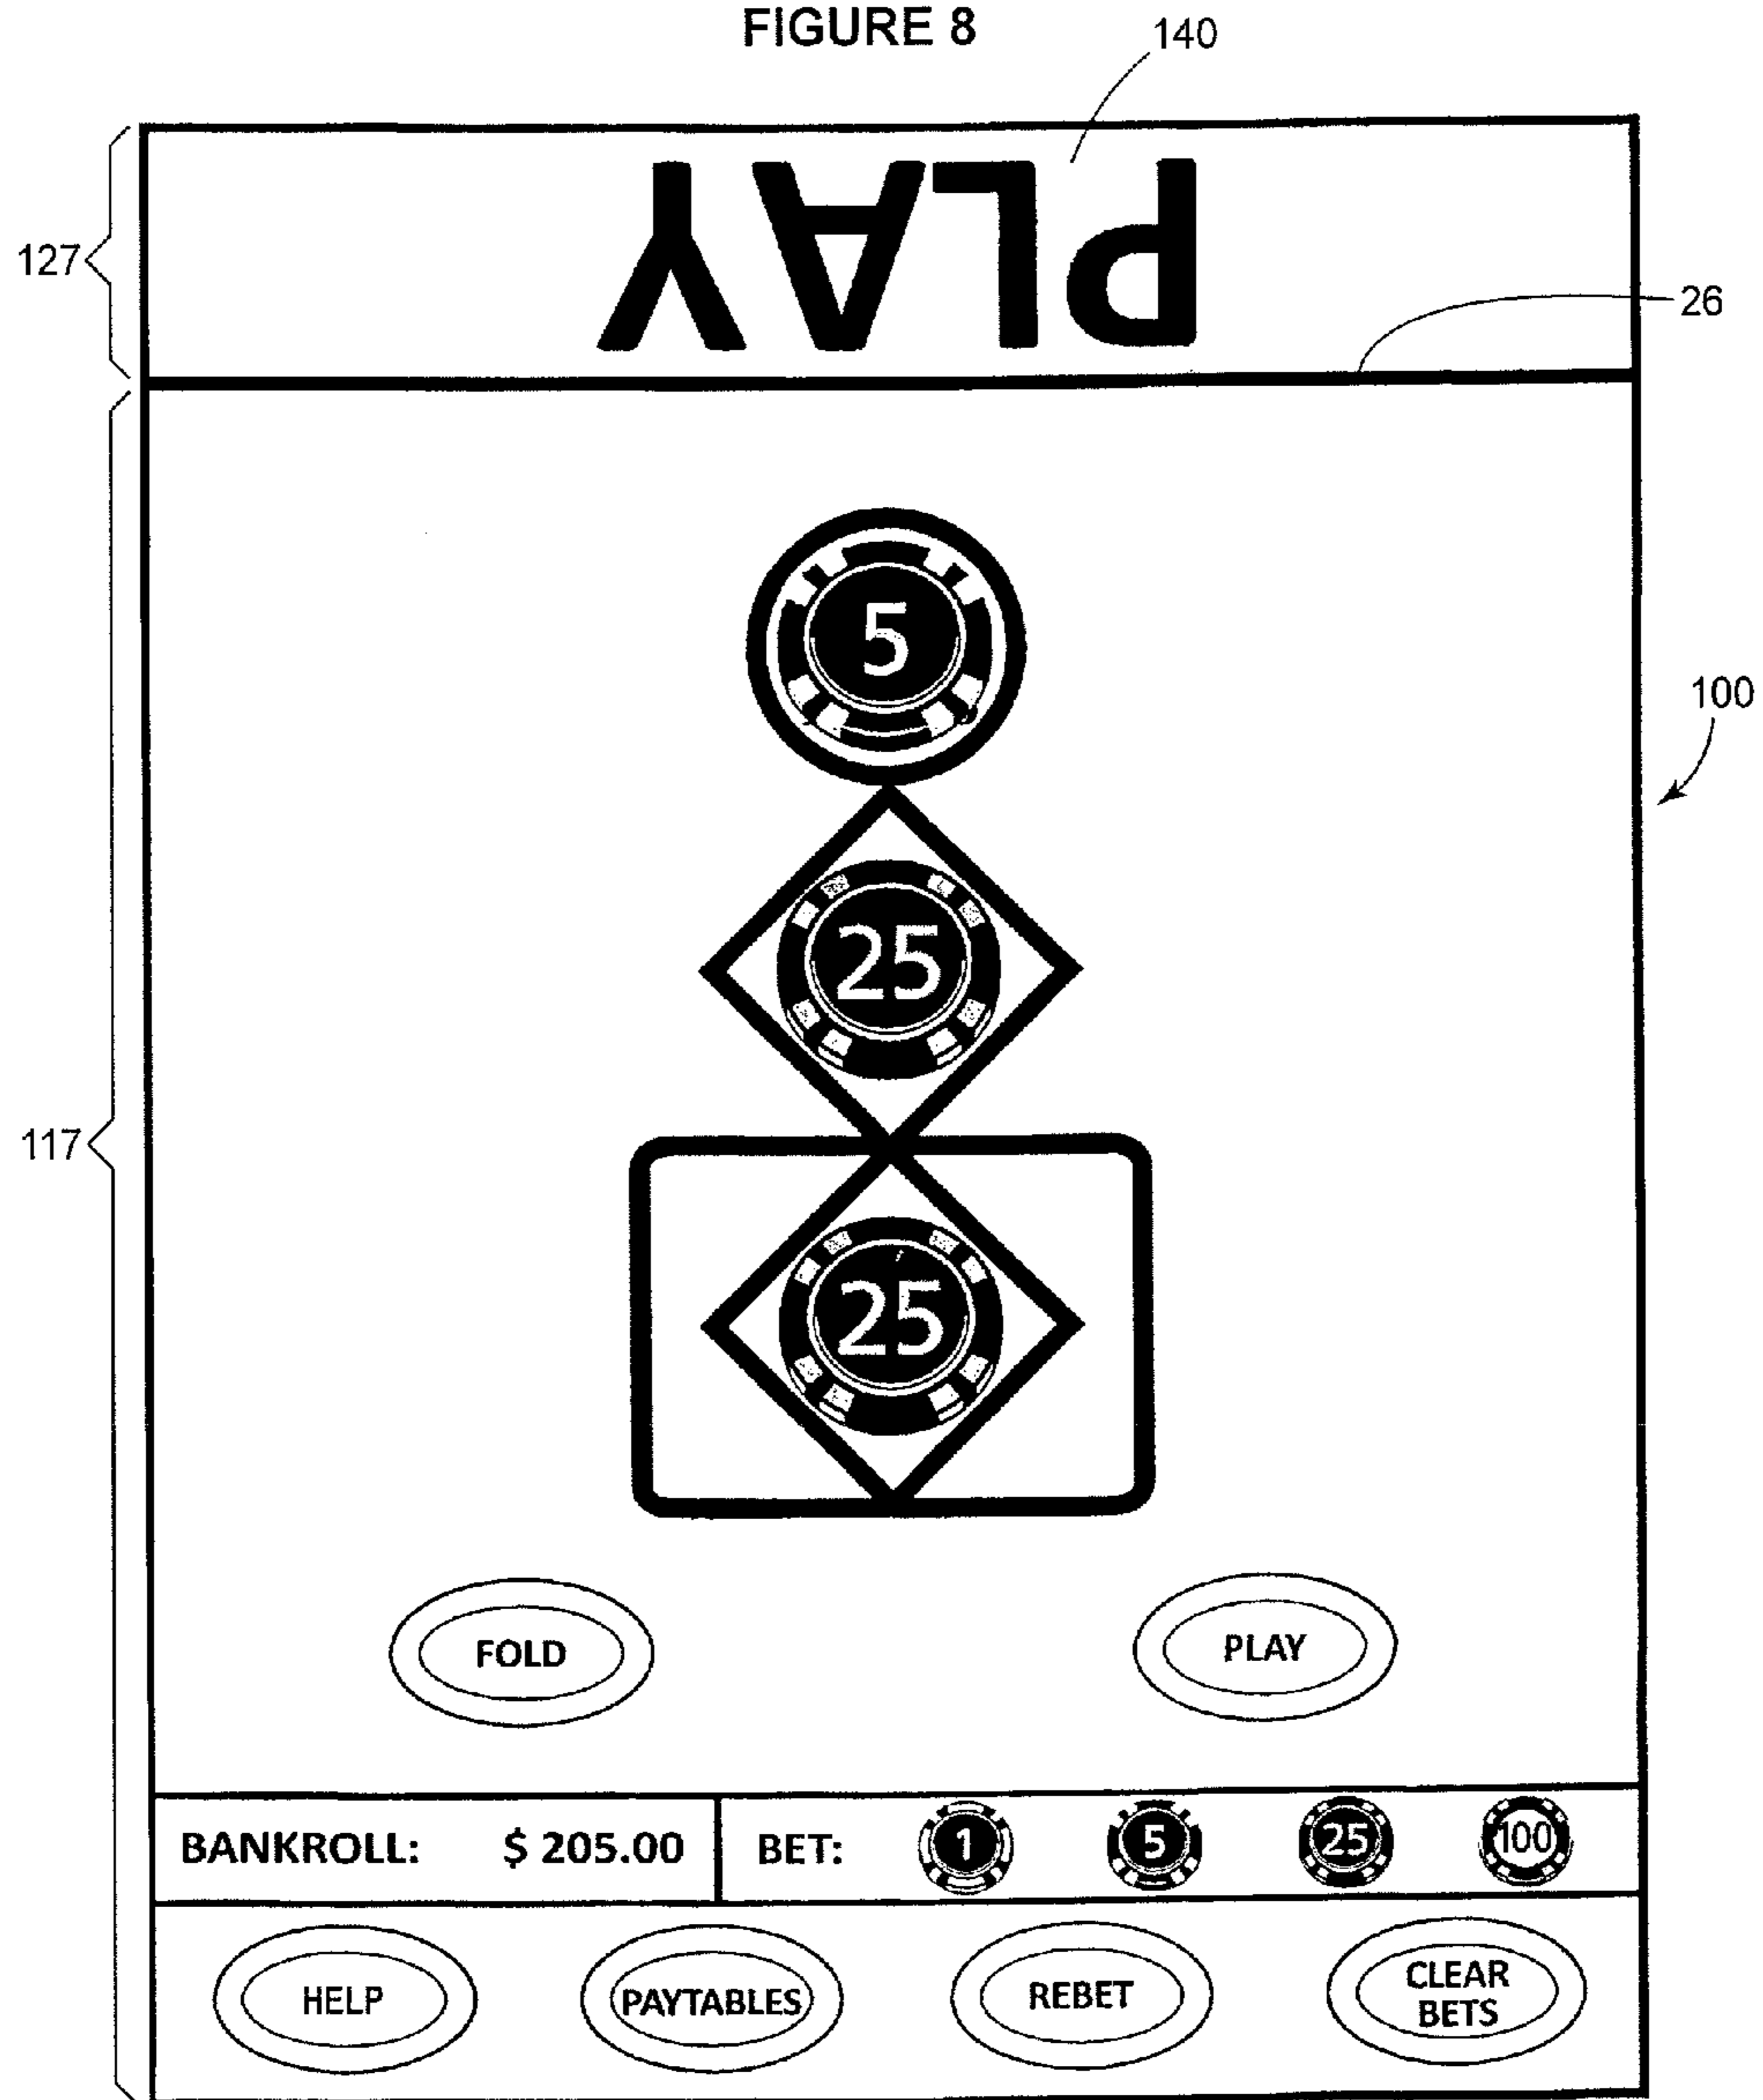 FIGURE 8
140
PLAY
127
26
5
100
25
117
25
FOLD PLAY
BANKROLL: $ 205.00 BET: 1 5 25 100
HELP PAYTABLES REBET CLEAR BETS